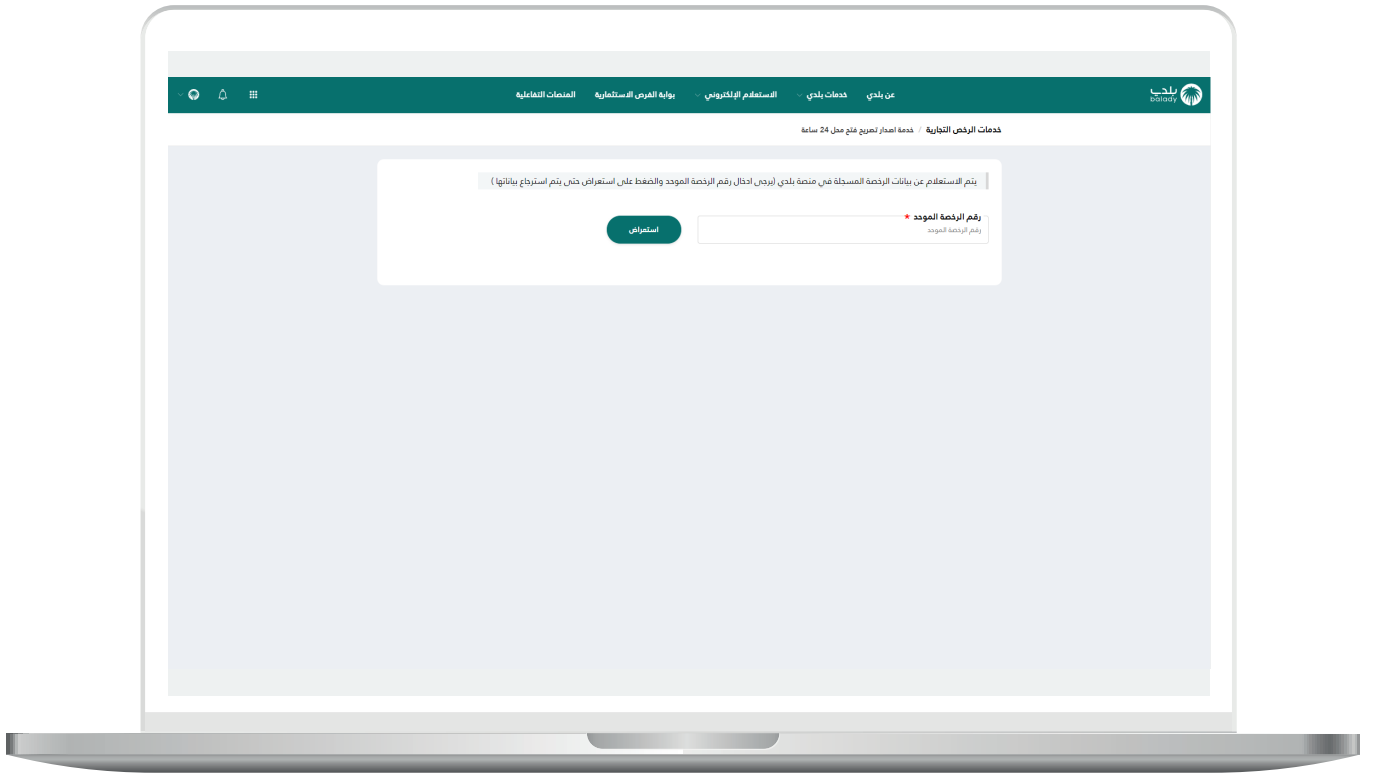 بلدي
balady
عن بلدي
خدمات بلدي
الاستعلام الإلكتروني
بوابة الفرص الاستثمارية
المنصات التفاعلية
خدمات الرخص التجارية / خدمة اصدار تصريح فتح محل 24 ساعة
يتم الاستعلام عن بيانات الرخصة المسجلة في منصة بلدي (يرجى ادخال رقم الرخصة الموحد والضغط على استعراض حتى يتم استرجاع بياناتها )
رقم الرخصة الموحد *
رقم الرخصة الموحد
استعراض